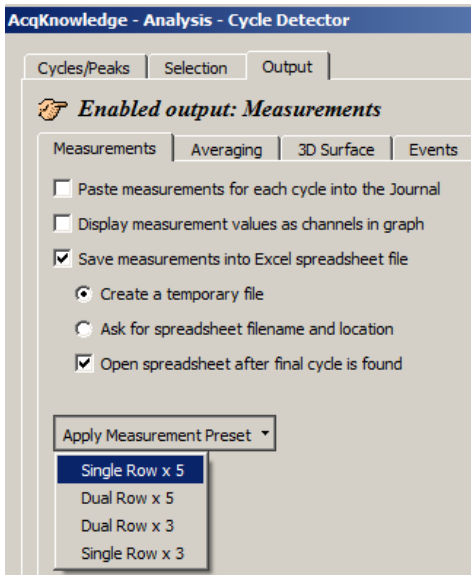 AcqKnowledge - Analysis - Cycle Detector
Cycles/Peaks Selection Output
Enabled output: Measurements
Measurements Averaging 3D Surface Events
Paste measurements for each cycle into the Journal
Display measurement values as channels in graph
Save measurements into Excel spreadsheet file
Create a temporary file
Ask for spreadsheet filename and location
Open spreadsheet after final cycle is found
Apply Measurement Preset
Single Row x 5
Dual Row x 5
Dual Row x 3
Single Row x 3